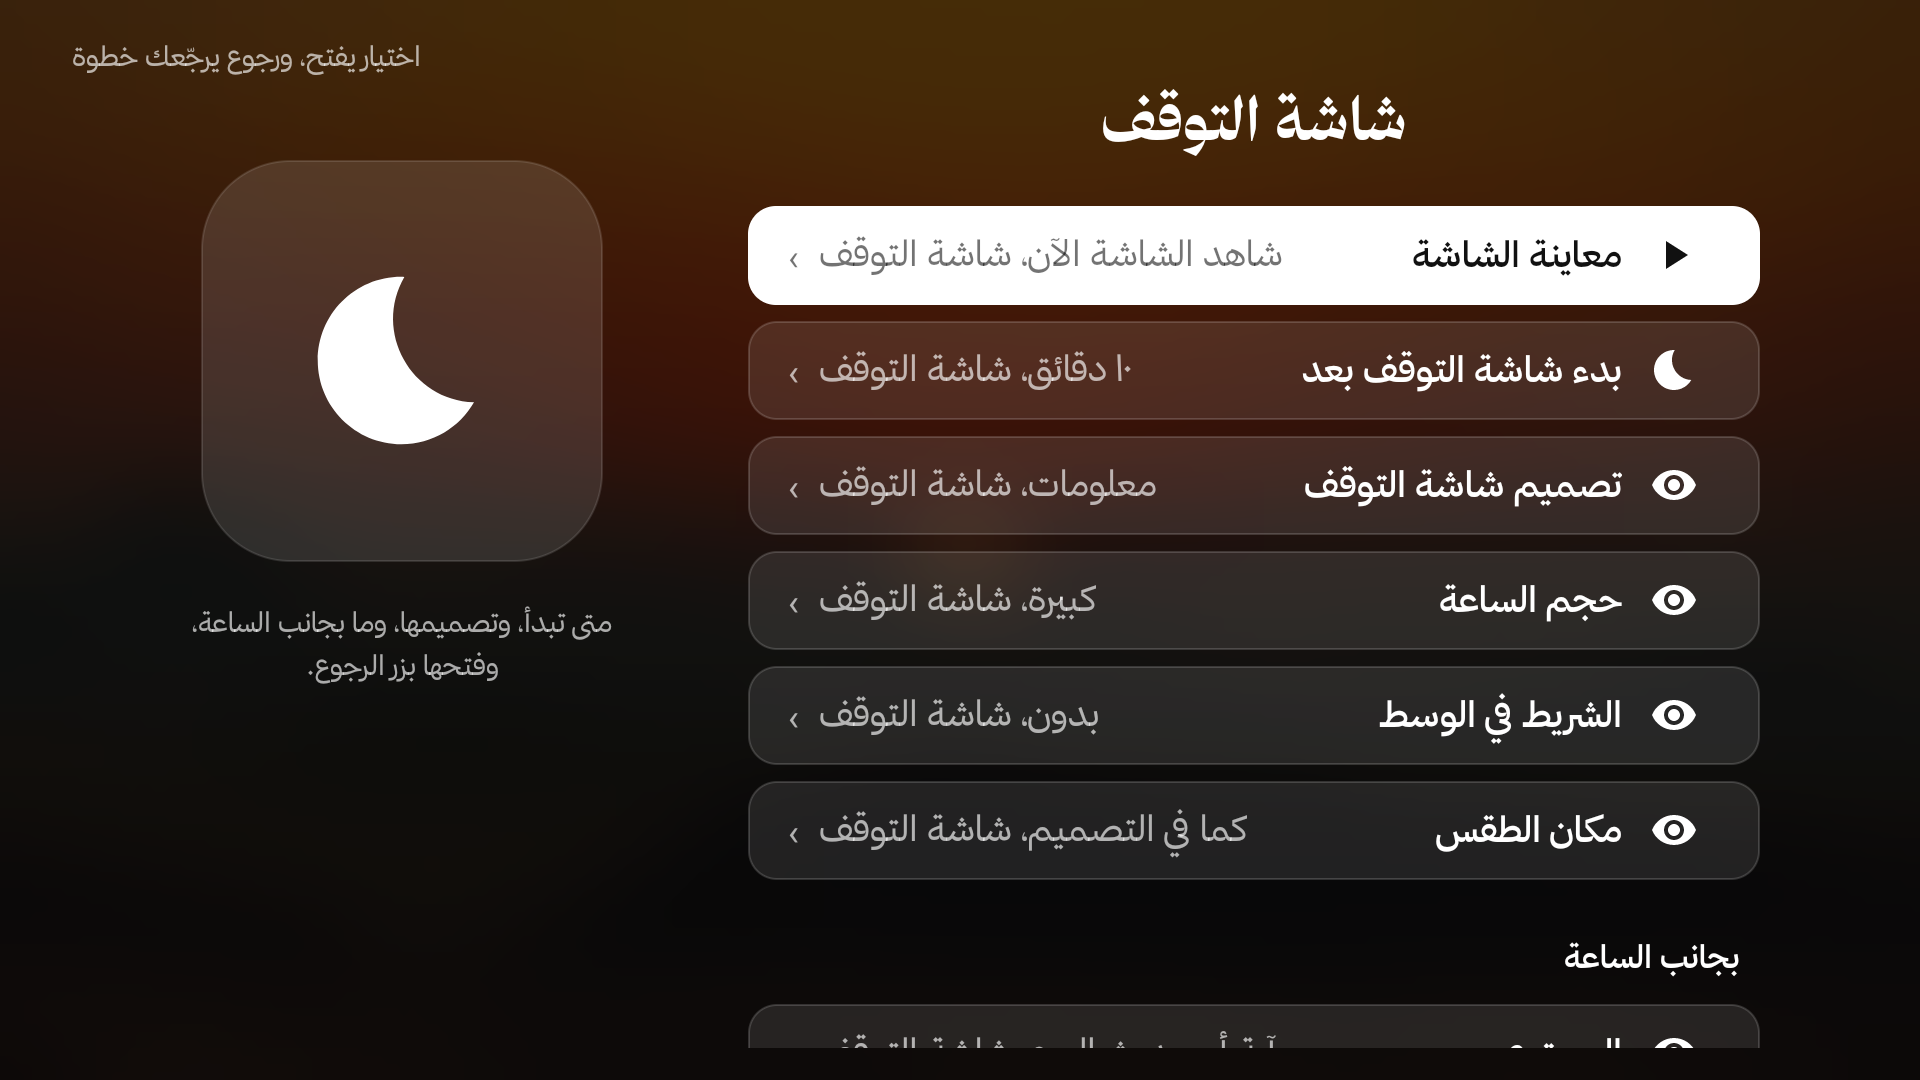 اختيار يفتح، ورجوع يرجّعك خطوة
شاشة التوقف
معاينة الشاشة شاهد الشاشة الآن، شاشة التوقف ‹
بدء شاشة التوقف بعد ١٠ دقائق، شاشة التوقف ‹
تصميم شاشة التوقف معلومات، شاشة التوقف ‹
حجم الساعة كبيرة، شاشة التوقف ‹
الشريط في الوسط بدون، شاشة التوقف ‹
مكان الطقس كما في التصميم، شاشة التوقف ‹
بجانب الساعة
متى تبدأ، وتصميمها، وما بجانب الساعة،
وفتحها بزر الرجوع.